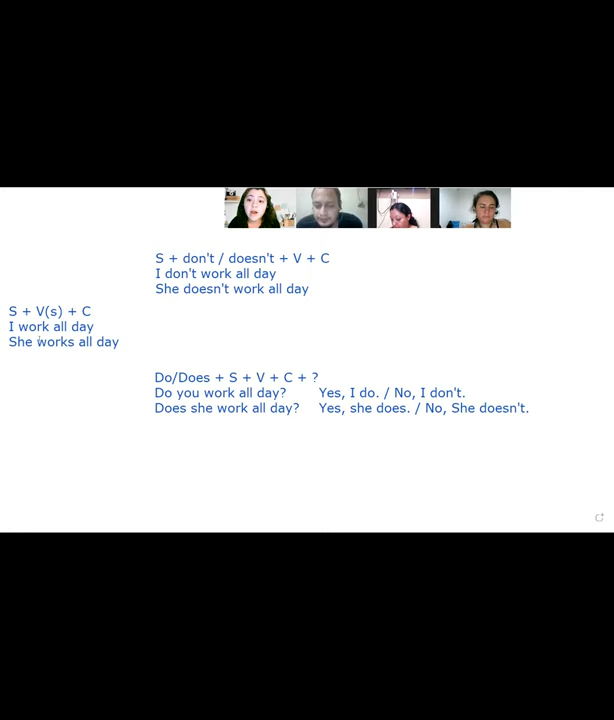 S + don't / doesn't + V + C
I don't work all day
She doesn't work all day
S + V(s) + C
I work all day
She works all day
Do/Does + S + V + C + ?
Do you work all day? Yes, I do. / No, I don't.
Does she work all day? Yes, she does. / No, She doesn't.